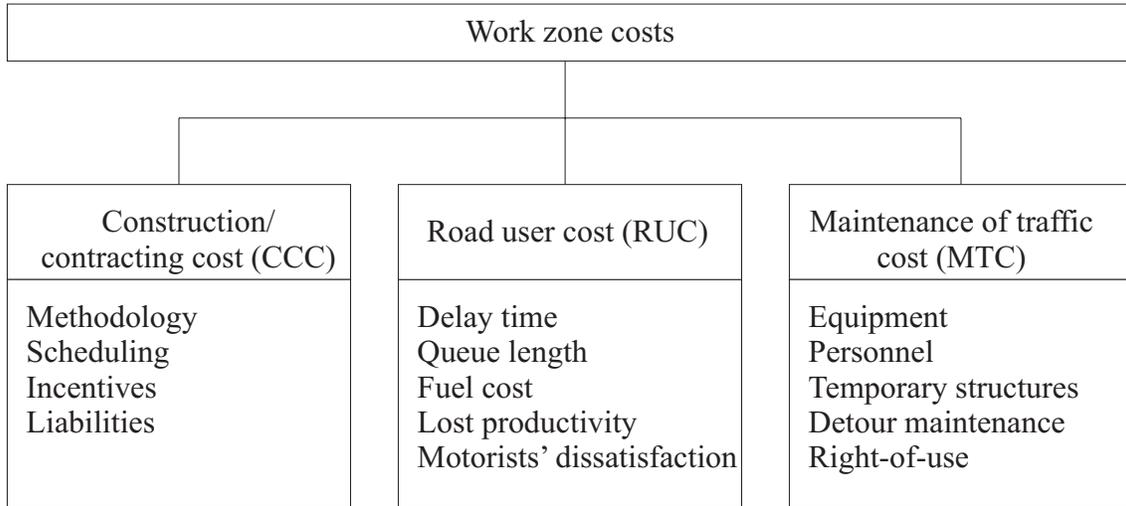 Work zone costs
Construction/
contracting cost (CCC)
Methodology
Scheduling
Incentives
Liabilities
Road user cost (RUC)
Delay time
Queue length
Fuel cost
Lost productivity
Motorists’ dissatisfaction
Maintenance of traffic
cost (MTC)
Equipment
Personnel
Temporary structures
Detour maintenance
Right-of-use